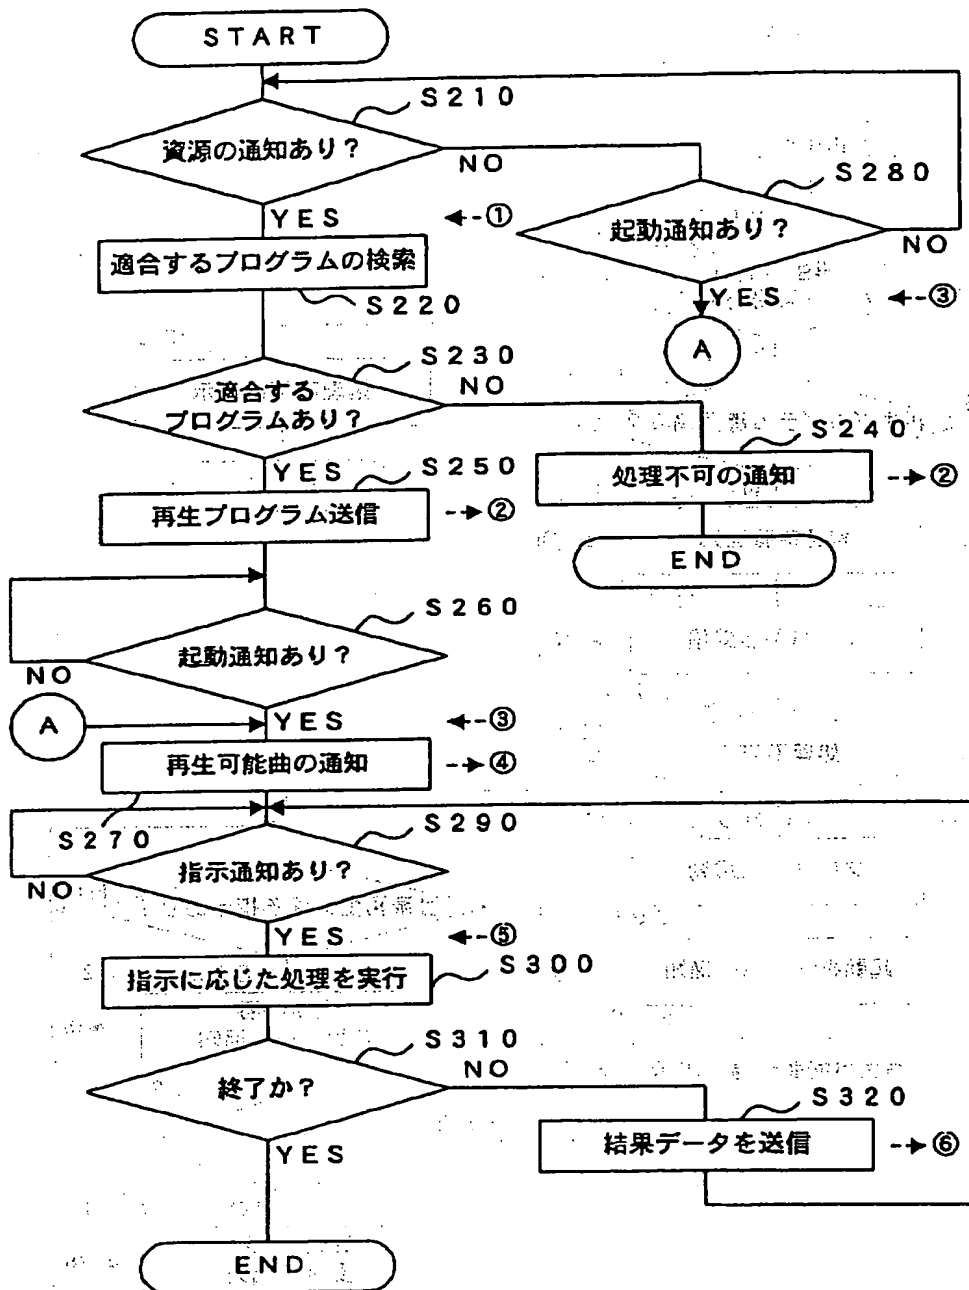 START
S210
資源の通知あり？
NO
S280
YES
←-①
起動通知あり？
NO
適合するプログラムの検索
S220
YES
←-③
A
S230
適合する
プログラムあり？
NO
S240
処理不可の通知
-→②
YES
S250
再生プログラム送信
-→②
END
S260
起動通知あり？
NO
A
YES
←-③
再生可能曲の通知
-→④
S270
S290
指示通知あり？
NO
YES
←-⑤
S300
指示に応じた処理を実行
S310
終了か？
NO
S320
結果データを送信
-→⑥
YES
END